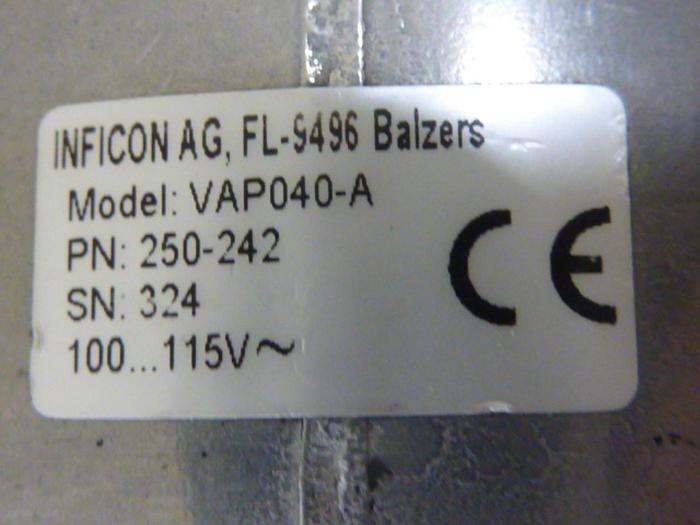 INFICON AG, FL-9496 Balzers
Model: VAP040-A
PN: 250-242
SN: 324
100...115V~
CE